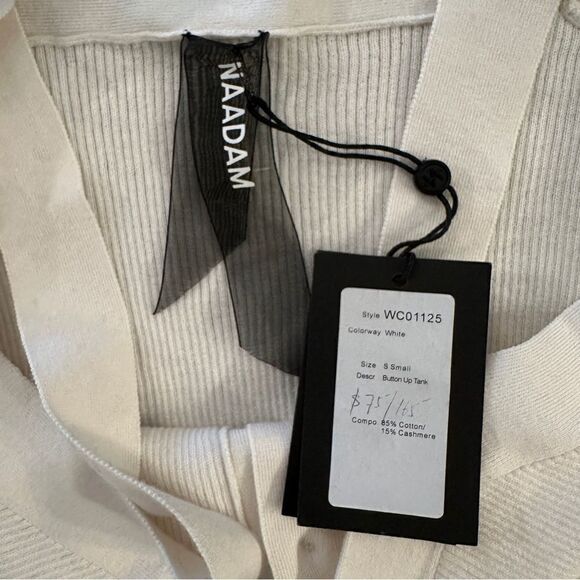 NAADAM
Style WC01125
Colorway White
Size S Small
Descr Button Up Tank
$75/165
Compo 85% Cotton/
15% Cashmere